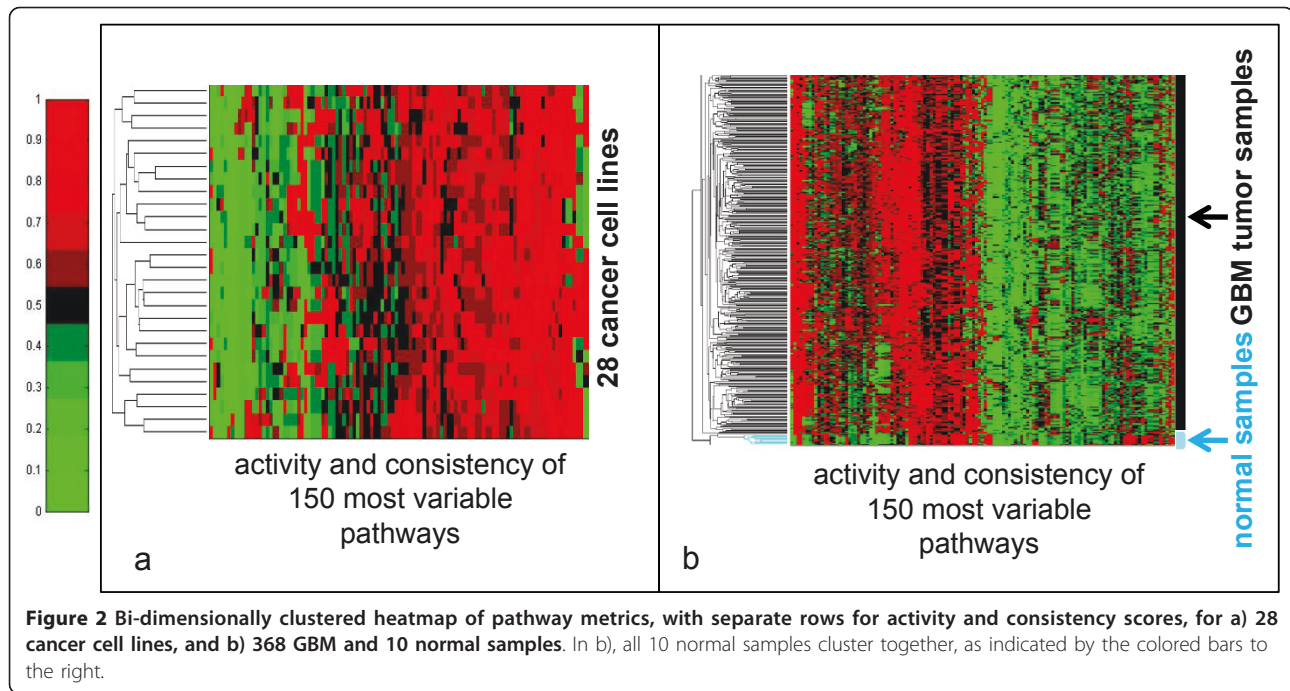 1
0.9
0.8
0.7
0.6
0.5
0.4
0.3
0.2
0.1
0
28 cancer cell lines
activity and consistency of
150 most variable
pathways
a
normal samples GBM tumor samples
activity and consistency of
150 most variable
pathways
b
Figure 2 Bi-dimensionally clustered heatmap of pathway metrics, with separate rows for activity and consistency scores, for a) 28
cancer cell lines, and b) 368 GBM and 10 normal samples. In b), all 10 normal samples cluster together, as indicated by the colored bars to
the right.